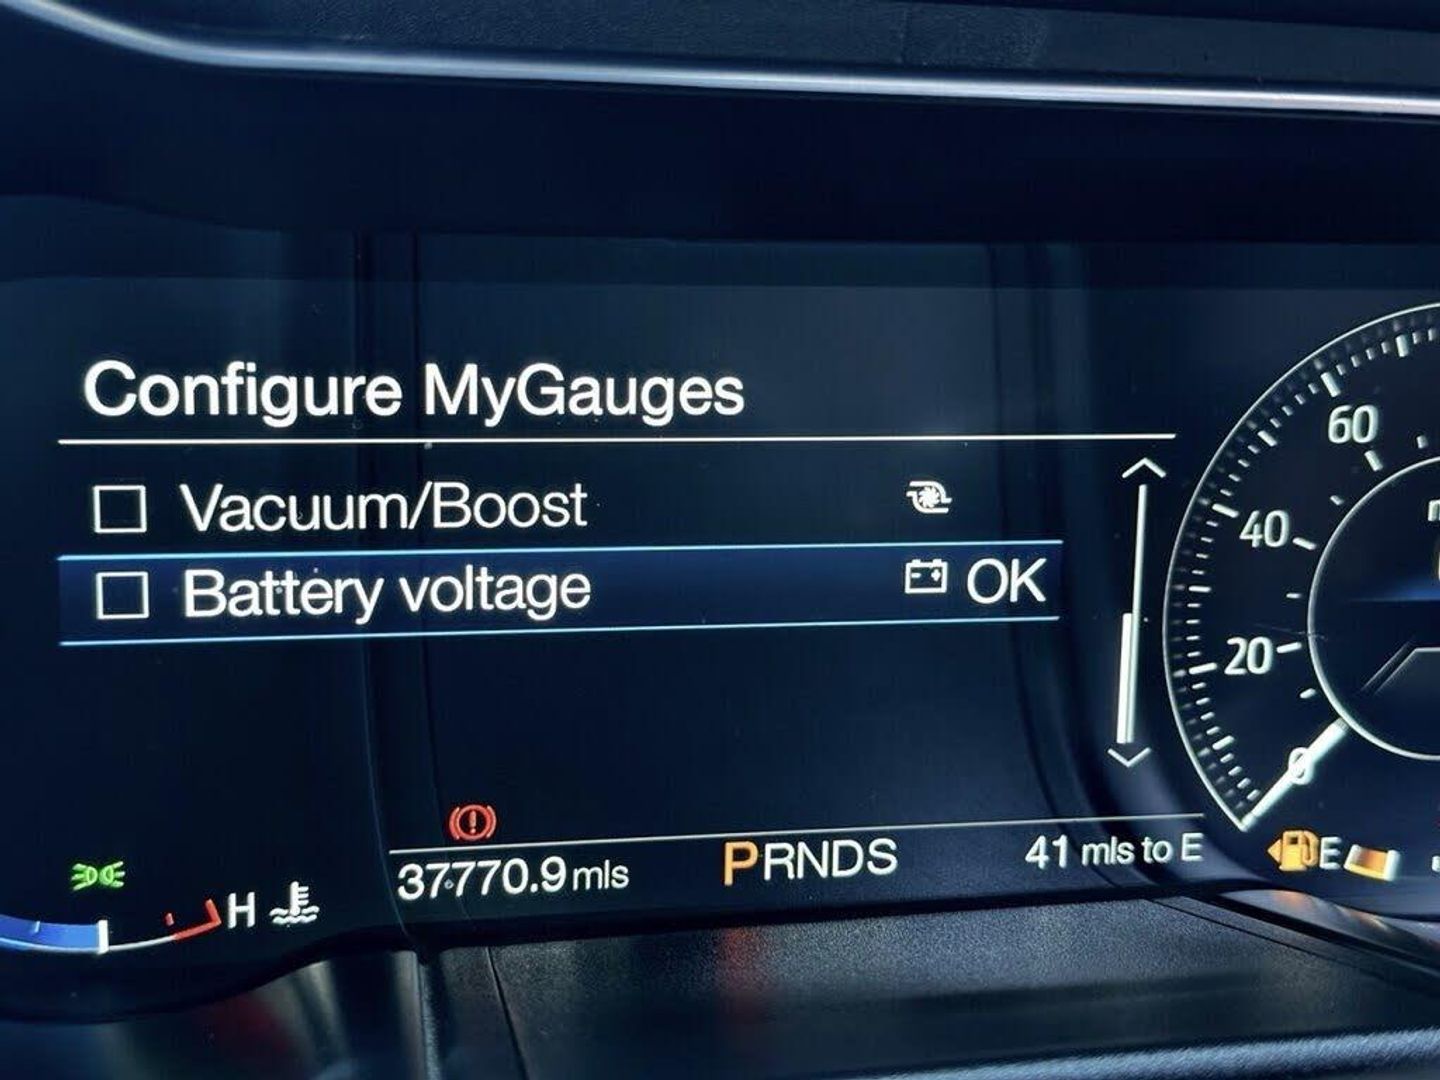 Configure MyGauges
Vacuum/Boost
Battery voltage OK
60
40
20
0
37770.9 mls PRNDS 41 mls to E
H
E